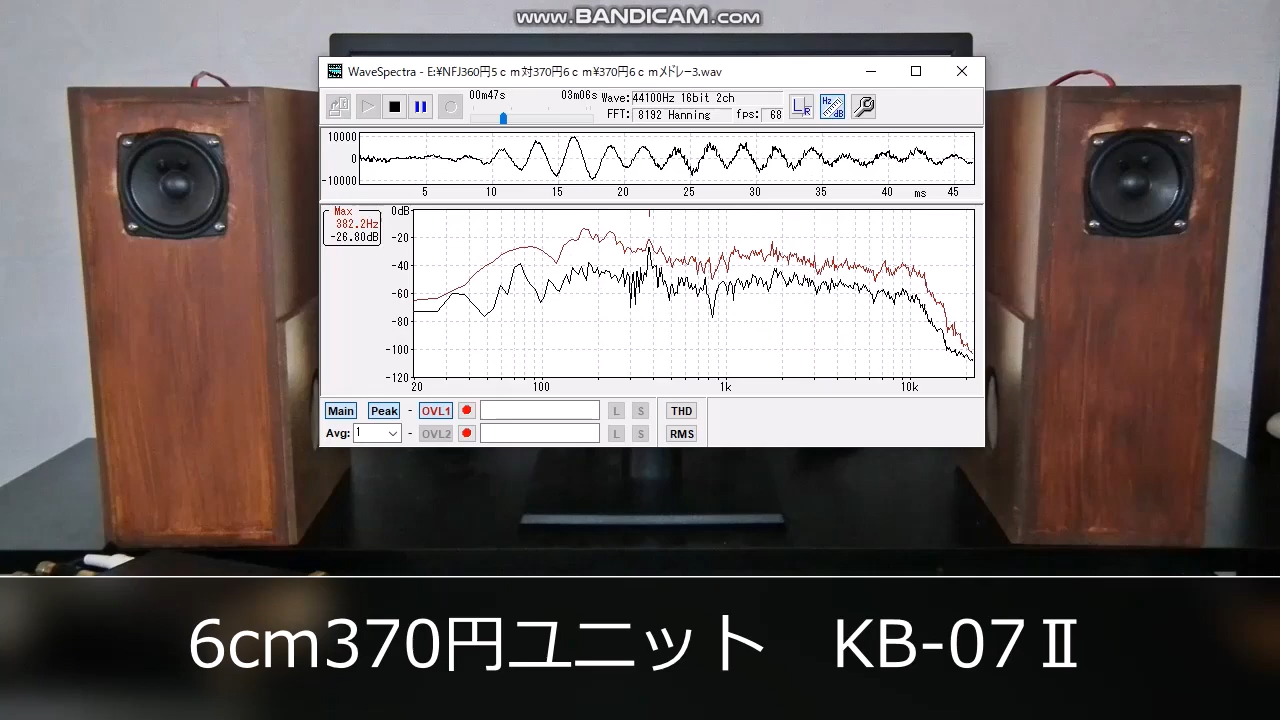 www.BANDICAM.com
WaveSpectra - E:¥NFJ360円5ｃｍ対370円6ｃｍ¥370円6ｃｍﾒﾄﾞﾚｰ3.wav
00m47s 03m06s Wave: 44100Hz 16bit 2ch
FFT: 8192 Hanning fps: 68
L R Hz dB
10000
0
-10000
5 10 15 20 25 30 35 40 ms 45
Max
382.2Hz
-26.80dB
0dB
-20
-40
-60
-80
-100
-120
20 100 1k 10k
Main Peak - OVL1 L S THD
Avg: 1 - OVL2 L S RMS
6cm370円ユニット　KB-07Ⅱ